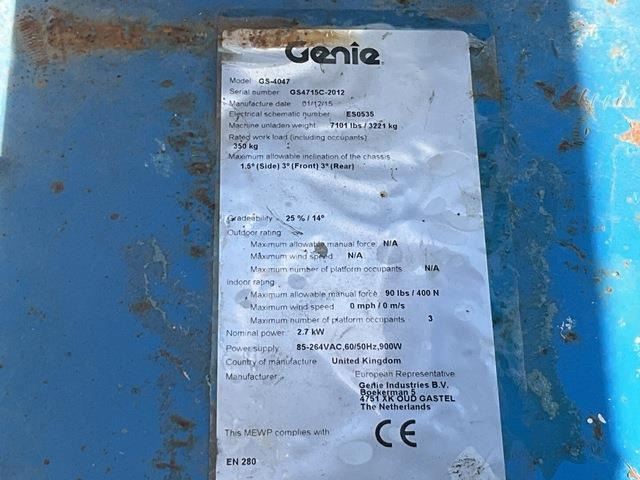 Genie
Model GS-4047
Serial number GS4715C-2012
Manufacture date 01/12/15
Electrical schematic number ES0535
Machine unladen weight 7101 lbs / 3221 kg
Rated work load (including occupants)
350 kg
Maximum allowable inclination of the chassis
1.5° (Side) 3° (Front) 3° (Rear)
Gradeability 25 % / 14°
Outdoor rating
Maximum allowable manual force N/A
Maximum wind speed N/A
Maximum number of platform occupants N/A
Indoor rating
Maximum allowable manual force 90 lbs / 400 N
Maximum wind speed 0 mph / 0 m/s
Maximum number of platform occupants 3
Nominal power 2.7 kW
Power supply 85-264VAC,60/50Hz,900W
Country of manufacture United Kingdom
Manufacturer European Representative
Genie Industries B.V.
Boekerman 5
4751 XK OUD GASTEL
The Netherlands
This MEWP complies with CE
EN 280